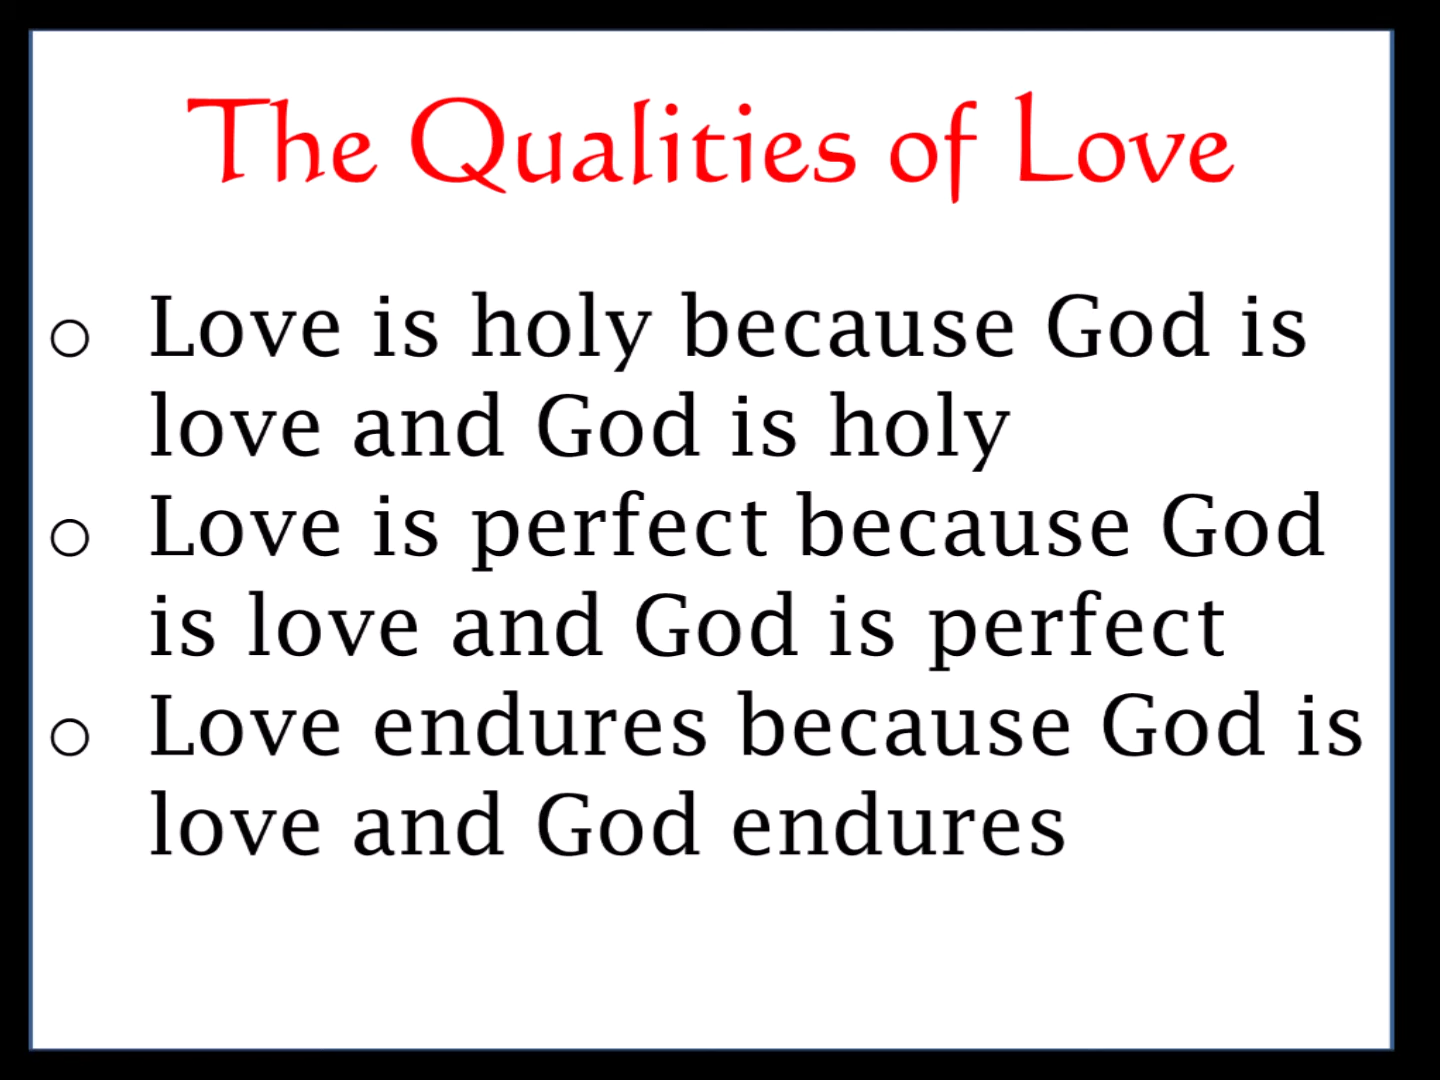 The Qualities of Love
○ Love is holy because God is
love and God is holy
○ Love is perfect because God
is love and God is perfect
○ Love endures because God is
love and God endures